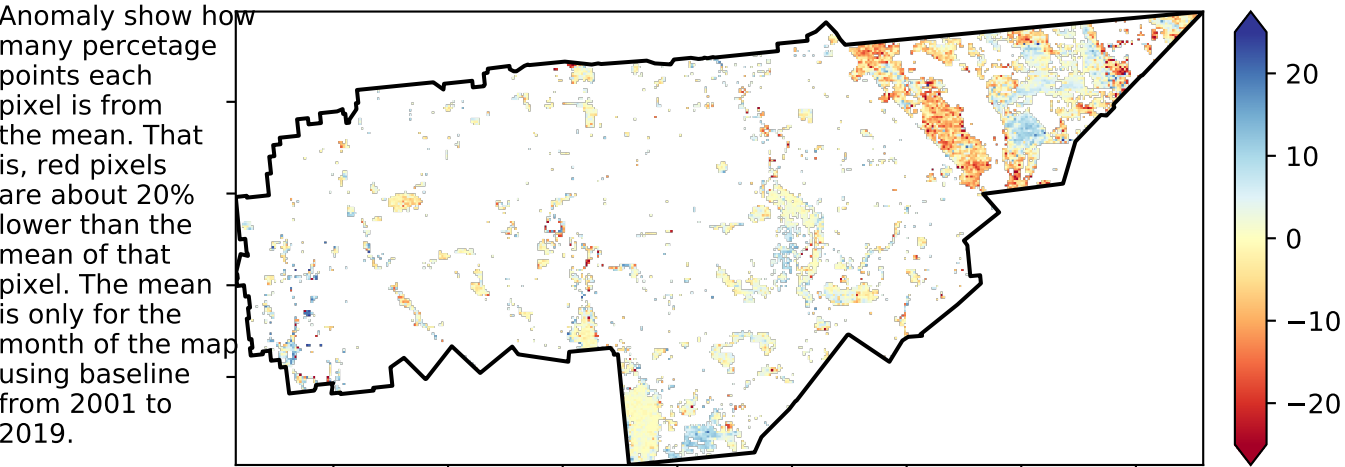 Anomaly show how
many percetage
points each
pixel is from
the mean. That
is, red pixels
are about 20%
lower than the
mean of that
pixel. The mean
is only for the
month of the map
using baseline
from 2001 to
2019.
20
10
0
−10
−20